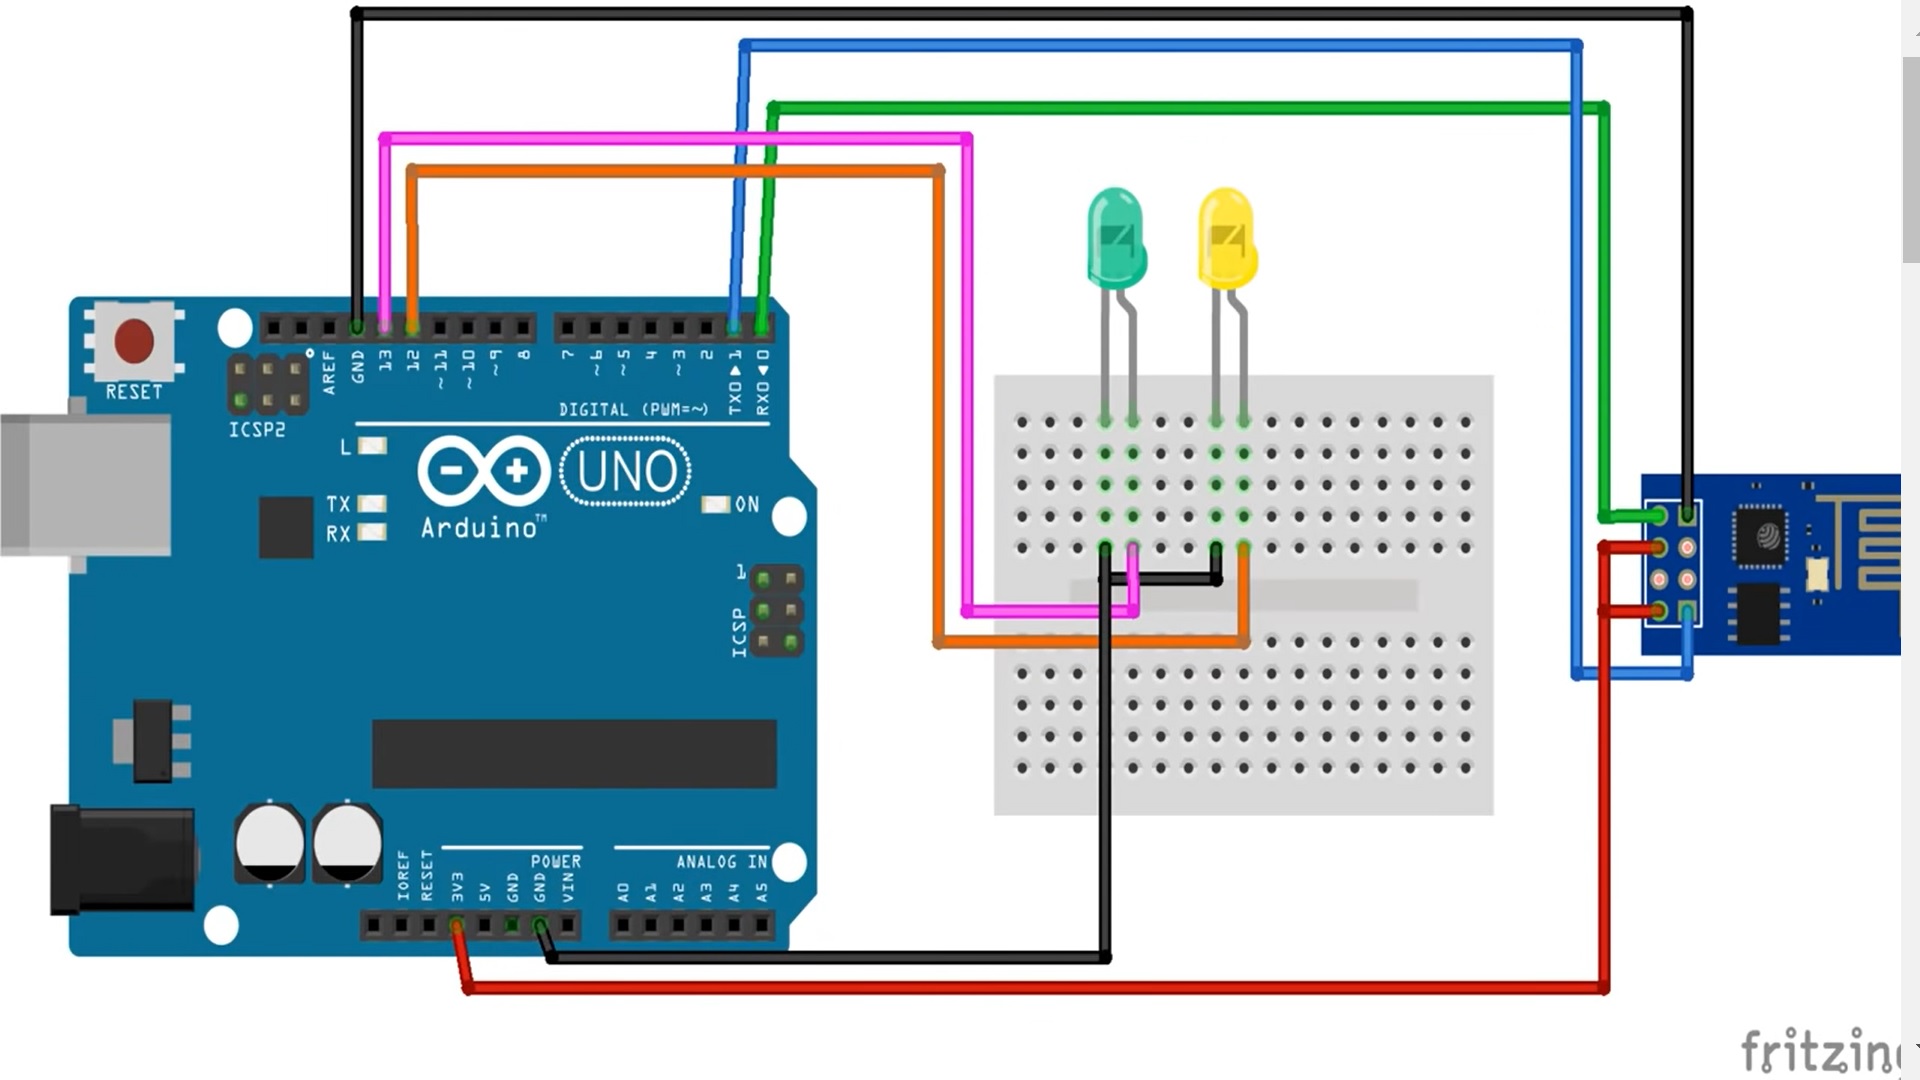 RESET
ICSP2
AREF
GND
13
12
~11
~10
~9
8
7
~6
~5
4
~3
2
TX0▶1
RX0◀0
DIGITAL (PWM=~)
L
TX
RX
UNO
Arduino™
ON
1
ICSP
IOREF
RESET
3V3
5V
GND
GND
VIN
POWER
A0
A1
A2
A3
A4
A5
ANALOG IN
fritzing